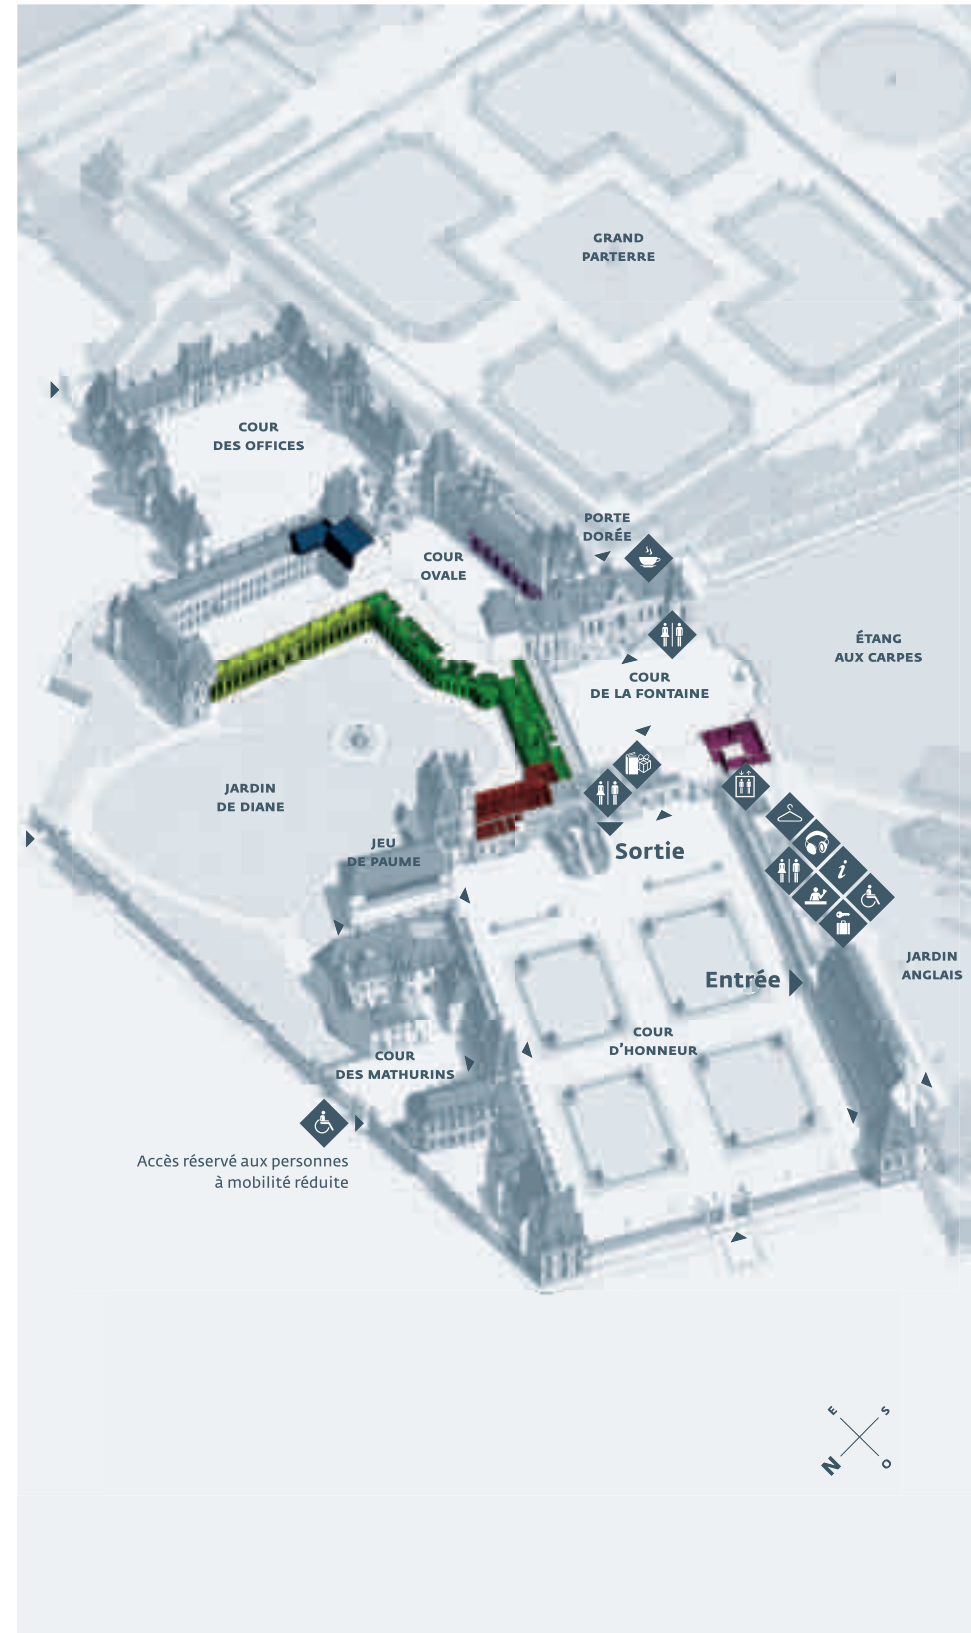 GRAND
PARTERRE
COUR
DES OFFICES
PORTE
DORÉE
COUR
OVALE
ÉTANG
AUX CARPES
COUR
DE LA FONTAINE
JARDIN
DE DIANE
JEU
DE PAUME
Sortie
i
JARDIN
ANGLAIS
Entrée
COUR
D'HONNEUR
COUR
DES MATHURINS
Accès réservé aux personnes
à mobilité réduite
E S
N O